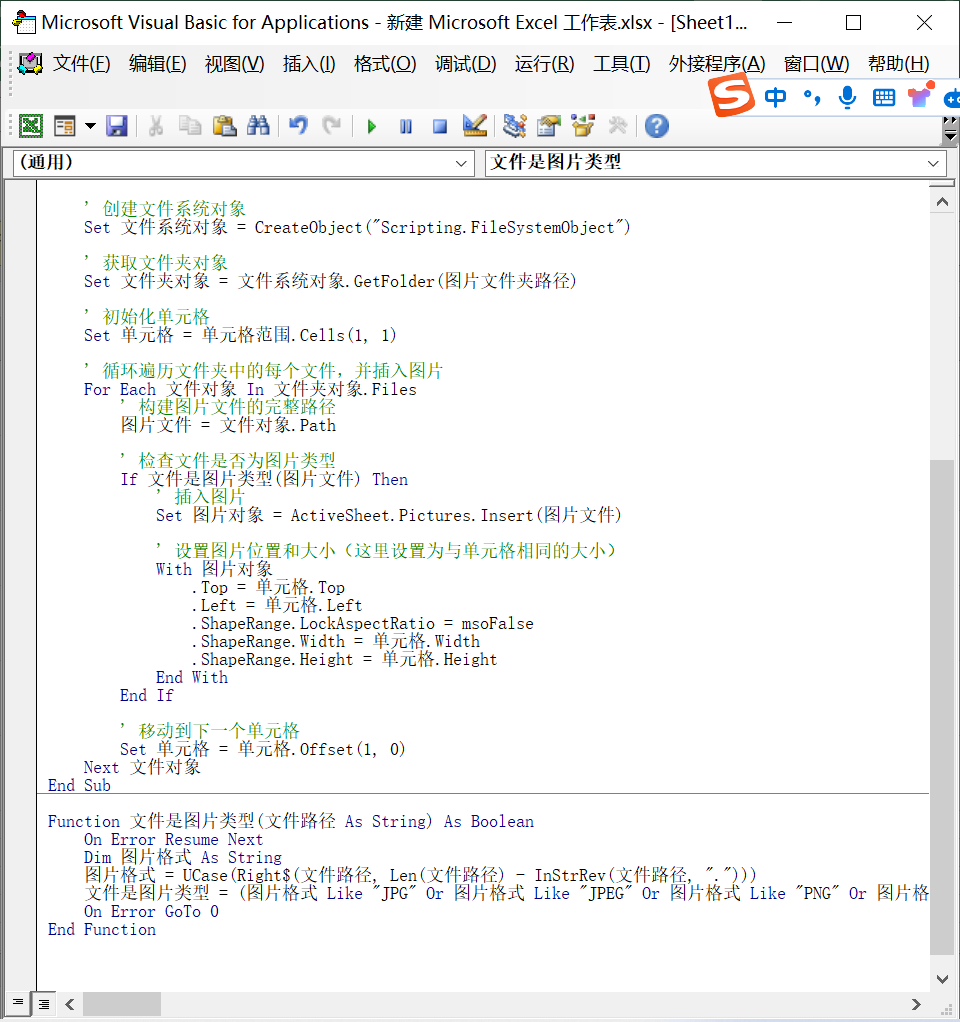 Microsoft Visual Basic for Applications - 新建 Microsoft Excel 工作表.xlsx - [Sheet1...
文件(F) 编辑(E) 视图(V) 插入(I) 格式(O) 调试(D) 运行(R) 工具(T) 外接程序(A) 窗口(W) 帮助(H)
中
(通用) 文件是图片类型
' 创建文件系统对象
Set 文件系统对象 = CreateObject("Scripting.FileSystemObject")
' 获取文件夹对象
Set 文件夹对象 = 文件系统对象.GetFolder(图片文件夹路径)
' 初始化单元格
Set 单元格 = 单元格范围.Cells(1, 1)
' 循环遍历文件夹中的每个文件，并插入图片
For Each 文件对象 In 文件夹对象.Files
' 构建图片文件的完整路径
图片文件 = 文件对象.Path
' 检查文件是否为图片类型
If 文件是图片类型(图片文件) Then
' 插入图片
Set 图片对象 = ActiveSheet.Pictures.Insert(图片文件)
' 设置图片位置和大小（这里设置为与单元格相同的大小）
With 图片对象
.Top = 单元格.Top
.Left = 单元格.Left
.ShapeRange.LockAspectRatio = msoFalse
.ShapeRange.Width = 单元格.Width
.ShapeRange.Height = 单元格.Height
End With
End If
' 移动到下一个单元格
Set 单元格 = 单元格.Offset(1, 0)
Next 文件对象
End Sub
Function 文件是图片类型(文件路径 As String) As Boolean
On Error Resume Next
Dim 图片格式 As String
图片格式 = UCase(Right$(文件路径, Len(文件路径) - InStrRev(文件路径, ".")))
文件是图片类型 = (图片格式 Like "JPG" Or 图片格式 Like "JPEG" Or 图片格式 Like "PNG" Or 图片格
On Error GoTo 0
End Function